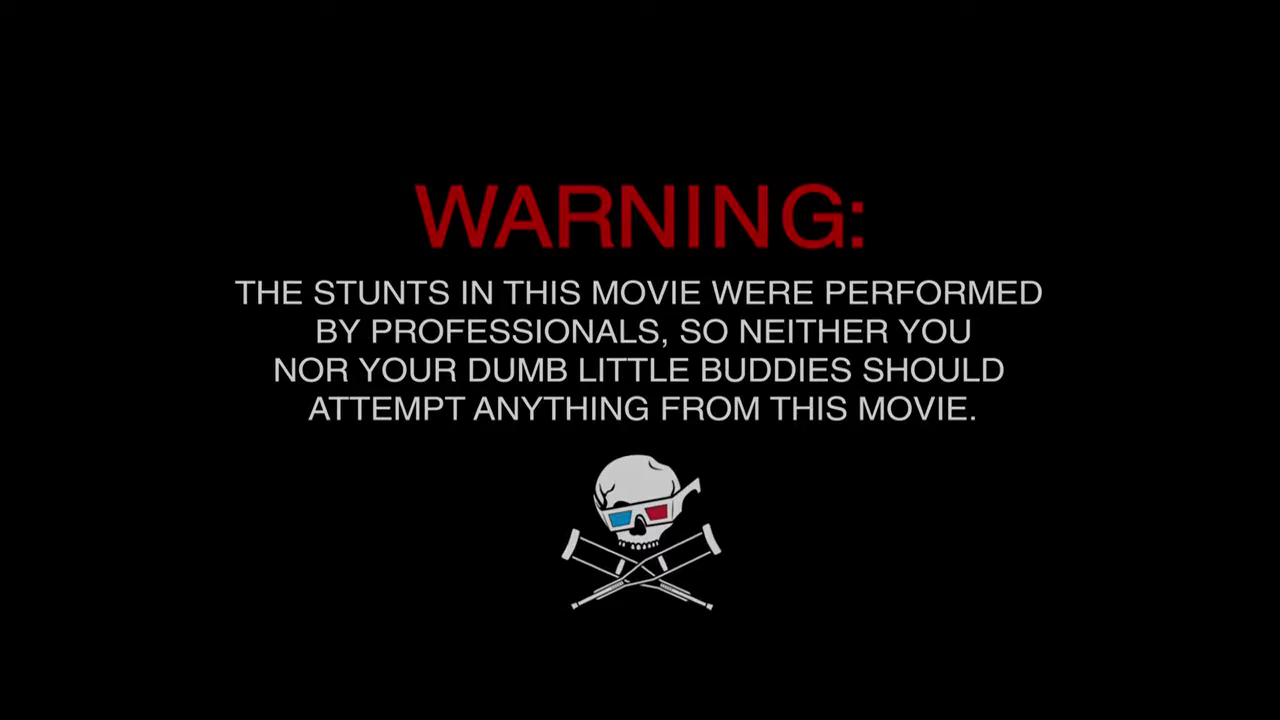 WARNING:
THE STUNTS IN THIS MOVIE WERE PERFORMED
BY PROFESSIONALS, SO NEITHER YOU
NOR YOUR DUMB LITTLE BUDDIES SHOULD
ATTEMPT ANYTHING FROM THIS MOVIE.